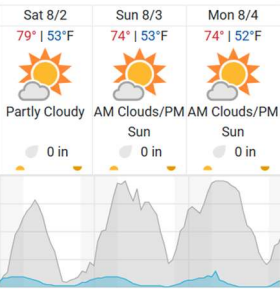 Sat 8/2 Sun 8/3 Mon 8/4
79° | 53°F 74° | 53°F 74° | 52°F
Partly Cloudy AM Clouds/PM AM Clouds/PM
Sun Sun
0 in 0 in 0 in